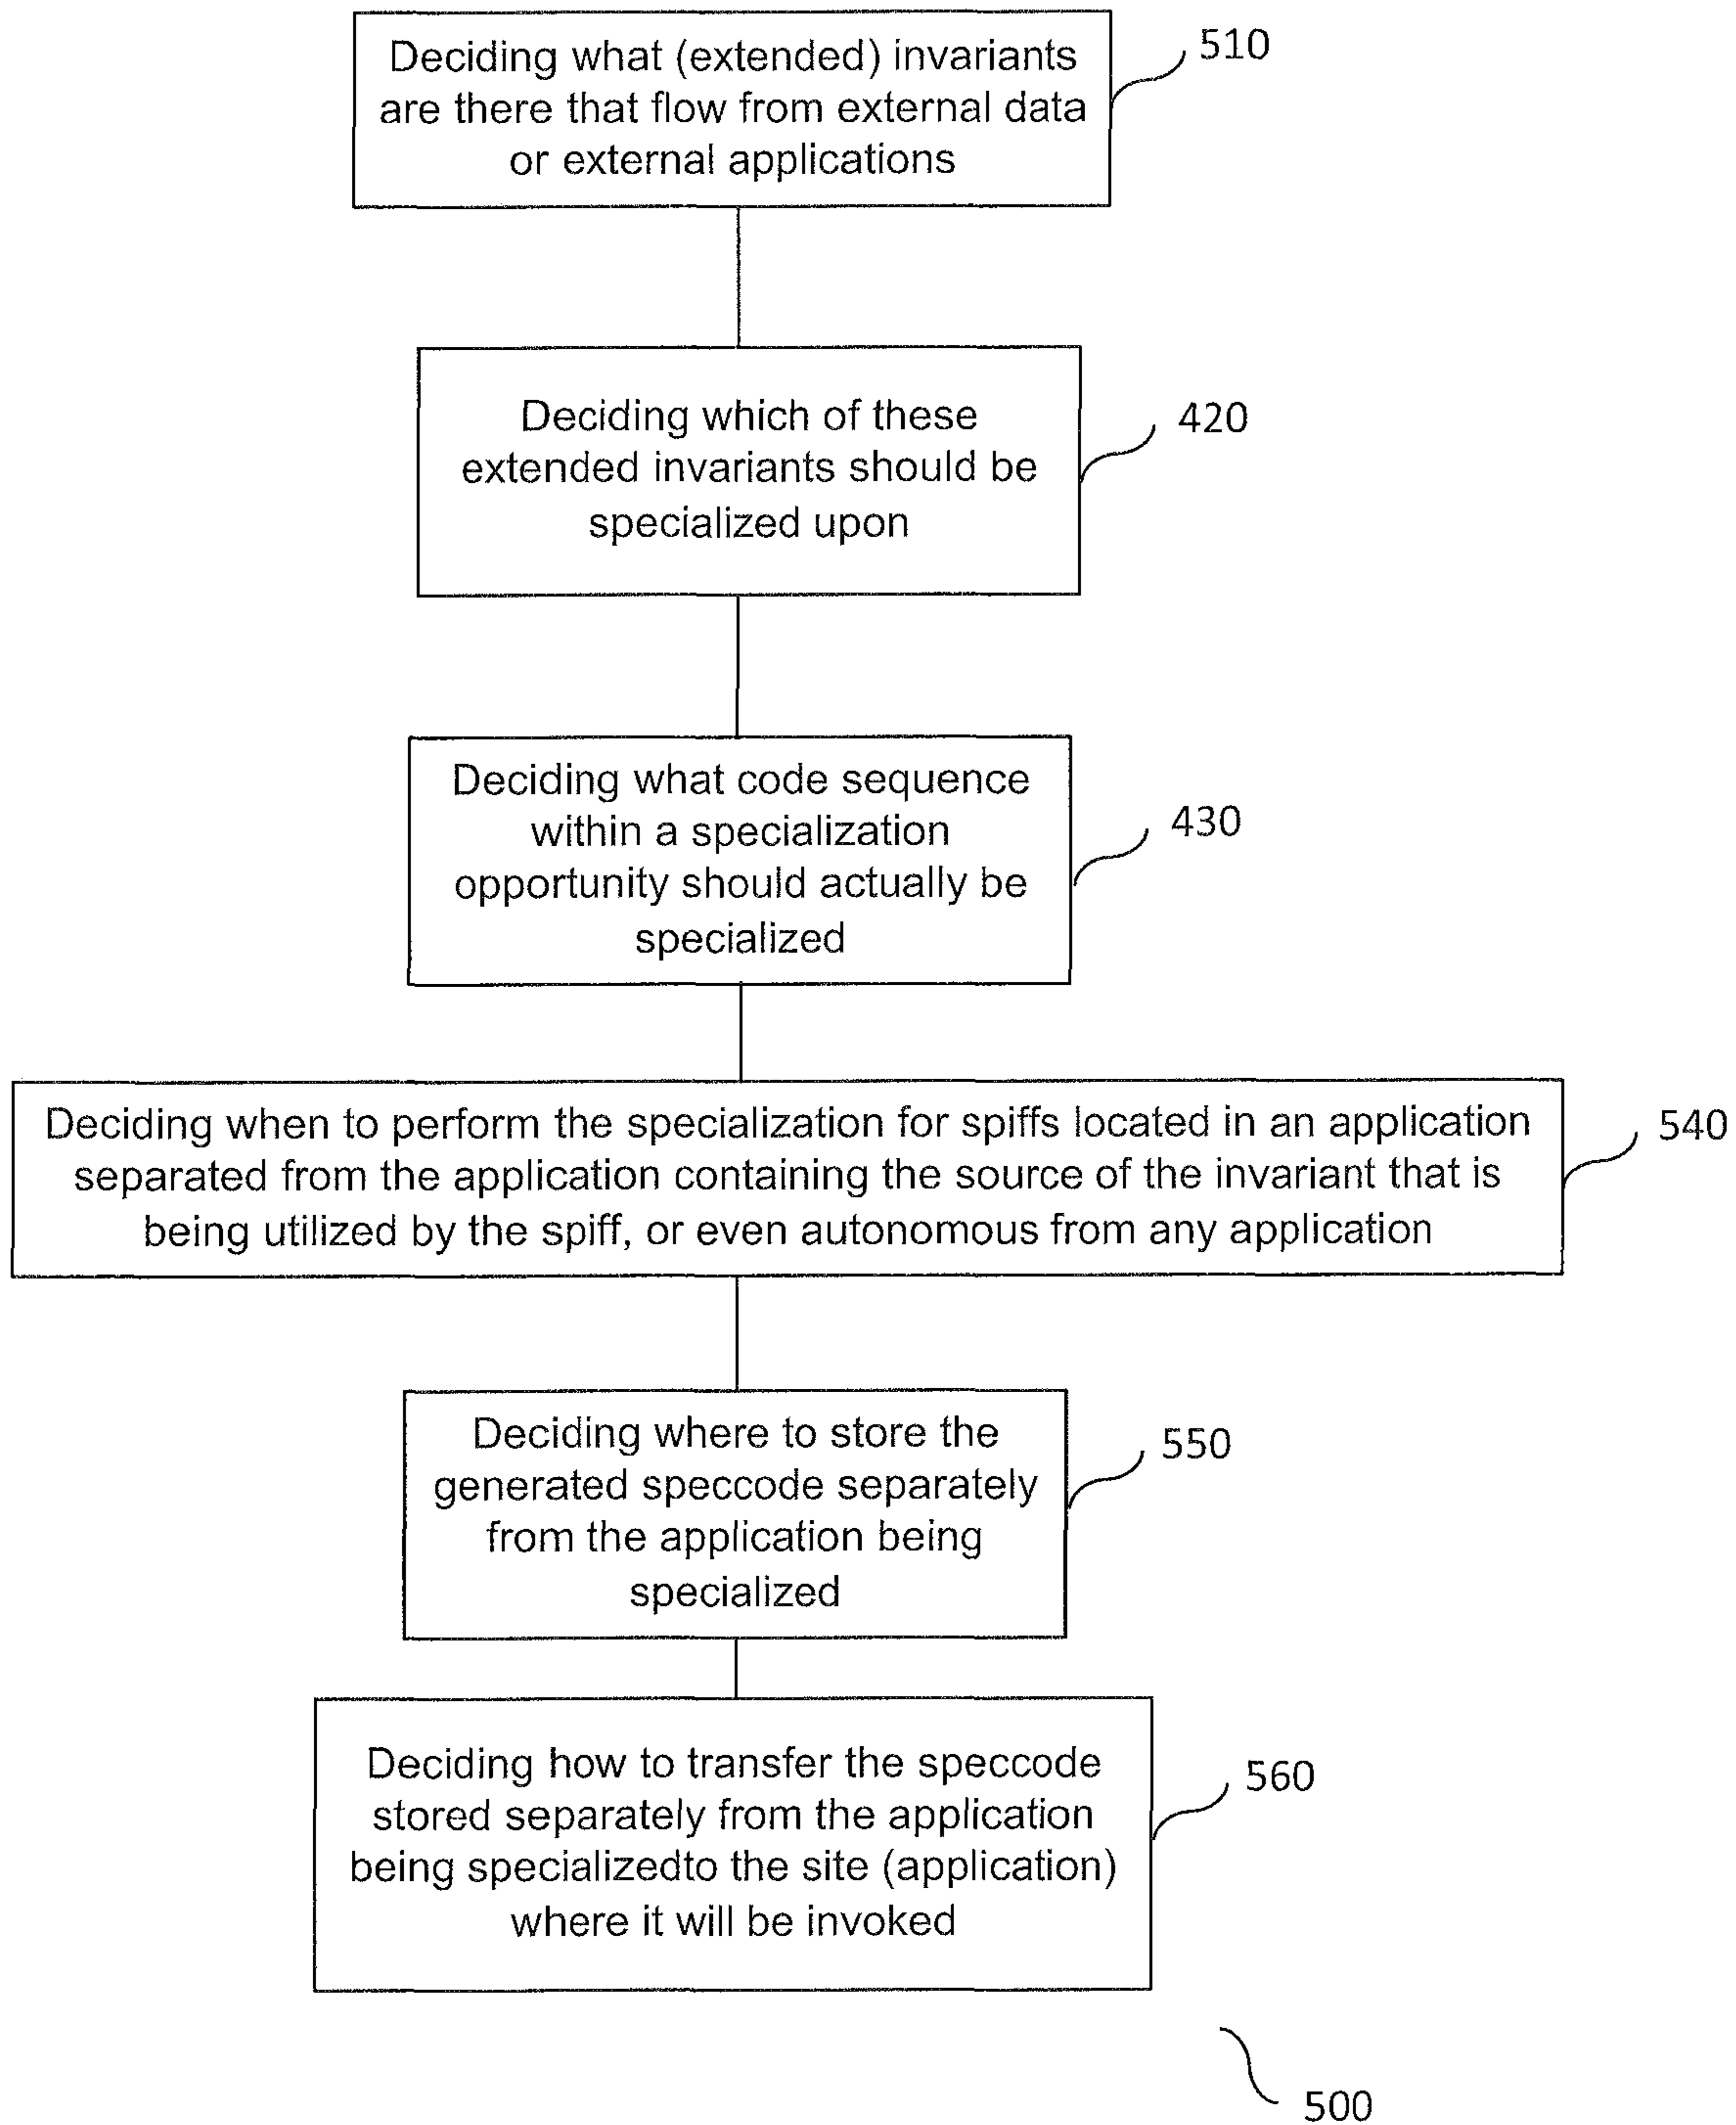 Deciding what (extended) invariants
are there that flow from external data
or external applications
510
Deciding which of these
extended invariants should be
specialized upon
420
Deciding what code sequence
within a specialization
opportunity should actually be
specialized
430
Deciding when to perform the specialization for spiffs located in an application
separated from the application containing the source of the invariant that is
being utilized by the spiff, or even autonomous from any application
540
Deciding where to store the
generated speccode separately
from the application being
specialized
550
Deciding how to transfer the speccode
stored separately from the application
being specializedto the site (application)
where it will be invoked
560
500